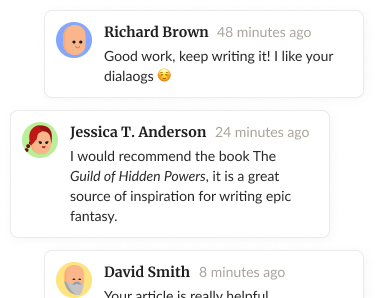 Richard Brown 48 minutes ago
Good work, keep writing it! I like your
dialaogs ☺️
Jessica T. Anderson 24 minutes ago
I would recommend the book The
Guild of Hidden Powers, it is a great
source of inspiration for writing epic
fantasy.
David Smith 8 minutes ago
Your article is really helpful